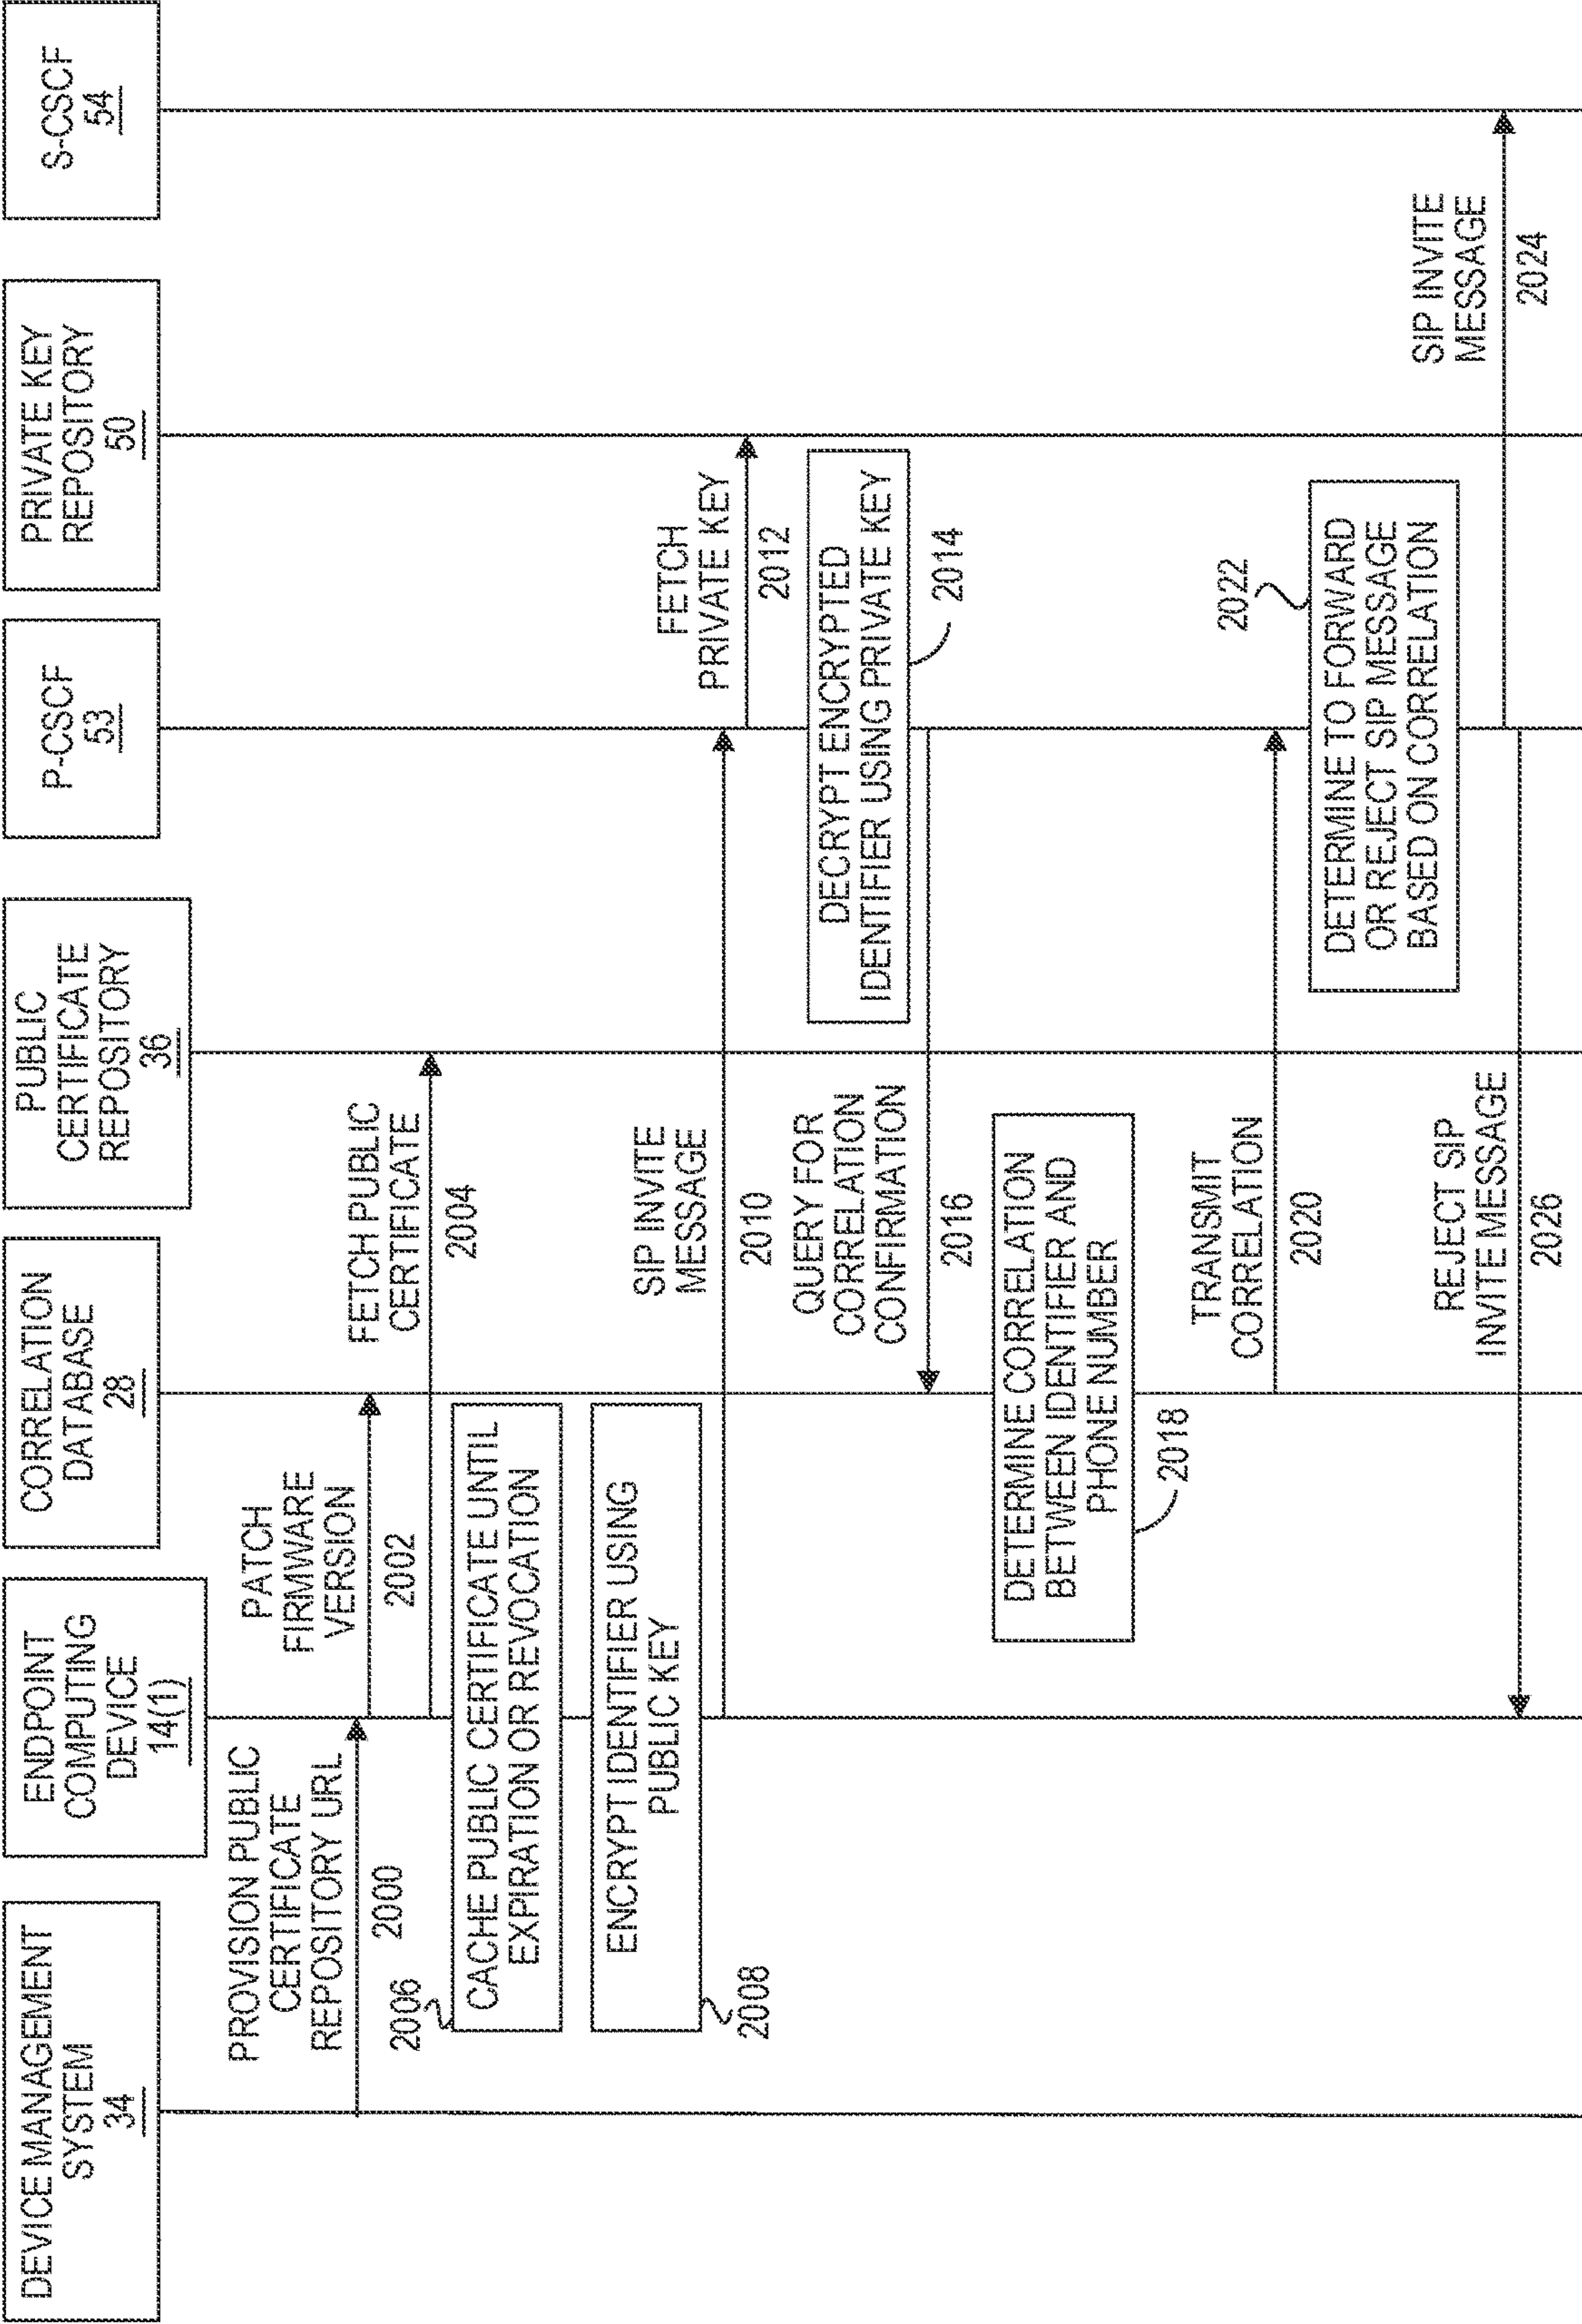 DEVICE MANAGEMENT
SYSTEM
34
ENDPOINT
COMPUTING
DEVICE
14(1)
CORRELATION
DATABASE
28
PUBLIC
CERTIFICATE
REPOSITORY
36
P-CSCF
53
PRIVATE KEY
REPOSITORY
50
S-CSCF
54
PROVISION PUBLIC
CERTIFICATE
REPOSITORY URL
2000
PATCH
FIRMWARE
VERSION
2002
FETCH PUBLIC
CERTIFICATE
2004
2006
CACHE PUBLIC CERTIFICATE UNTIL
EXPIRATION OR REVOCATION
ENCRYPT IDENTIFIER USING
PUBLIC KEY
2008
SIP INVITE
MESSAGE
2010
FETCH
PRIVATE KEY
2012
DECRYPT ENCRYPTED
IDENTIFIER USING PRIVATE KEY
2014
QUERY FOR
CORRELATION
CONFIRMATION
2016
DETERMINE CORRELATION
BETWEEN IDENTIFIER AND
PHONE NUMBER
2018
TRANSMIT
CORRELATION
2020
2022
DETERMINE TO FORWARD
OR REJECT SIP MESSAGE
BASED ON CORRELATION
SIP INVITE
MESSAGE
2024
REJECT SIP
INVITE MESSAGE
2026